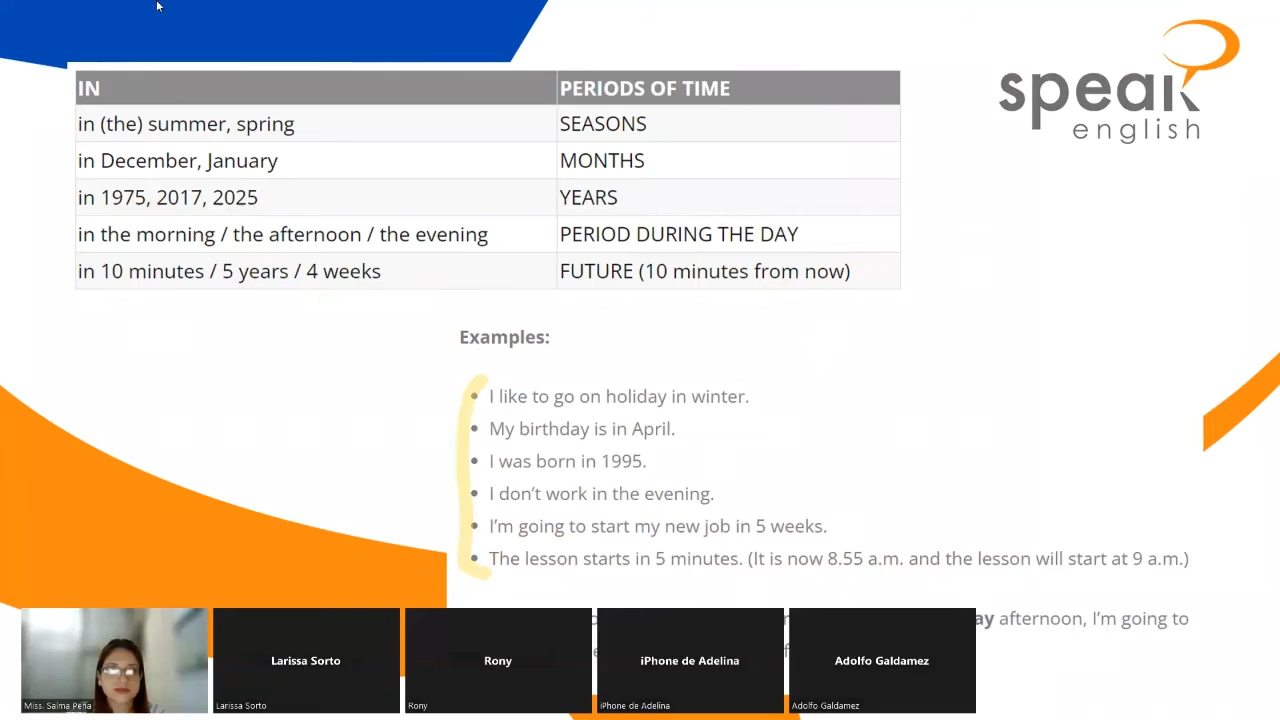 speak
english
IN PERIODS OF TIME
in (the) summer, spring SEASONS
in December, January MONTHS
in 1975, 2017, 2025 YEARS
in the morning / the afternoon / the evening PERIOD DURING THE DAY
in 10 minutes / 5 years / 4 weeks FUTURE (10 minutes from now)
Examples:
• I like to go on holiday in winter.
• My birthday is in April.
• I was born in 1995.
• I don't work in the evening.
• I'm going to start my new job in 5 weeks.
• The lesson starts in 5 minutes. (It is now 8.55 a.m. and the lesson will start at 9 a.m.)
afternoon, I'm going to
Larissa Sorto
Rony
iPhone de Adelina
Adolfo Galdamez
Miss. Salma Peña
Larissa Sorto
Rony
iPhone de Adelina
Adolfo Galdamez